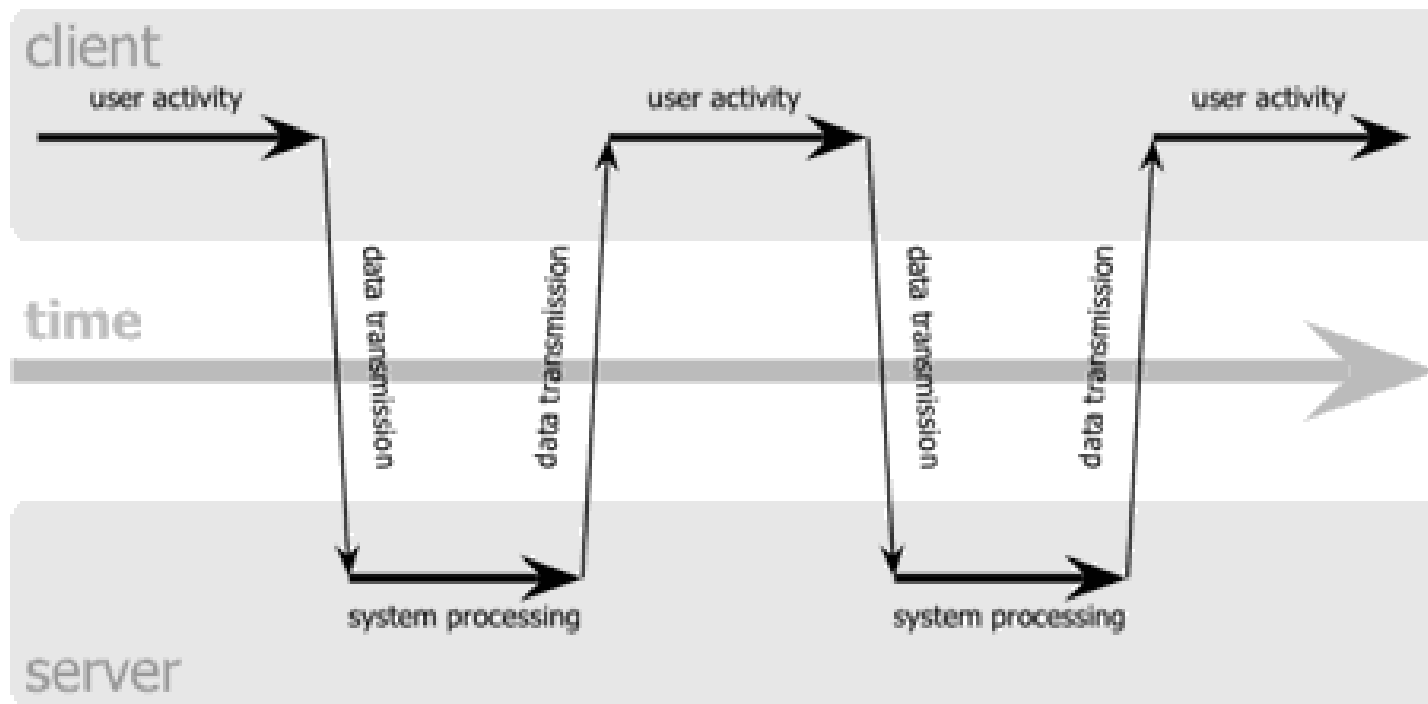 client
user activity
user activity
user activity
data transmission
data transmission
data transmission
data transmission
time
system processing
system processing
server